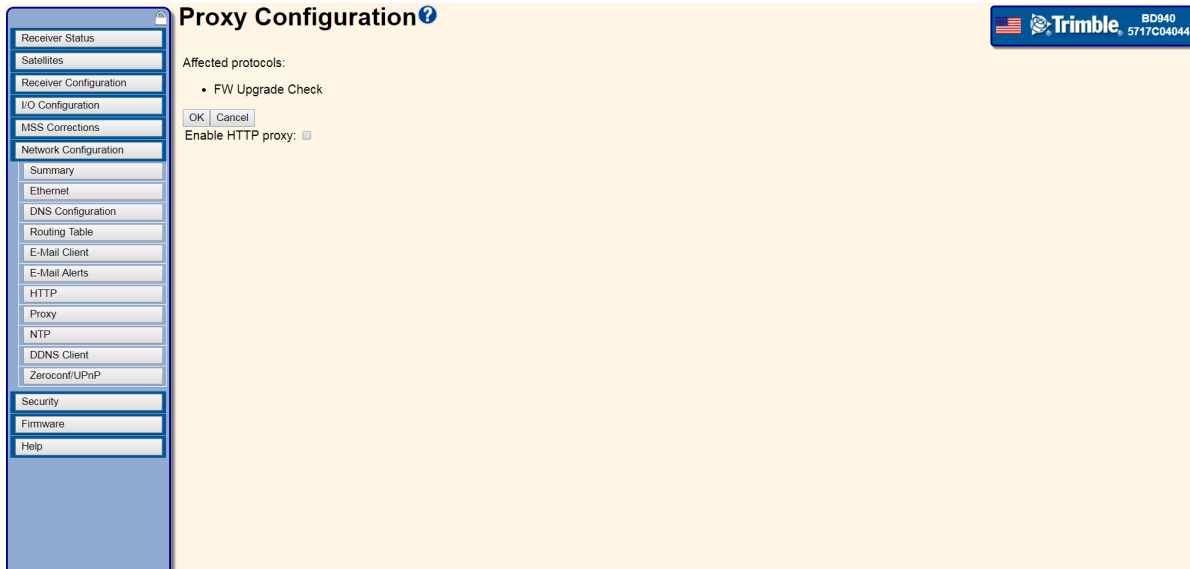 Proxy Configuration?
Trimble. BD940
5717C04044
Receiver Status
Satellites
Receiver Configuration
I/O Configuration
MSS Corrections
Network Configuration
Summary
Ethernet
DNS Configuration
Routing Table
E-Mail Client
E-Mail Alerts
HTTP
Proxy
NTP
DDNS Client
Zeroconf/UPnP
Security
Firmware
Help
Affected protocols:
• FW Upgrade Check
OK Cancel
Enable HTTP proxy: